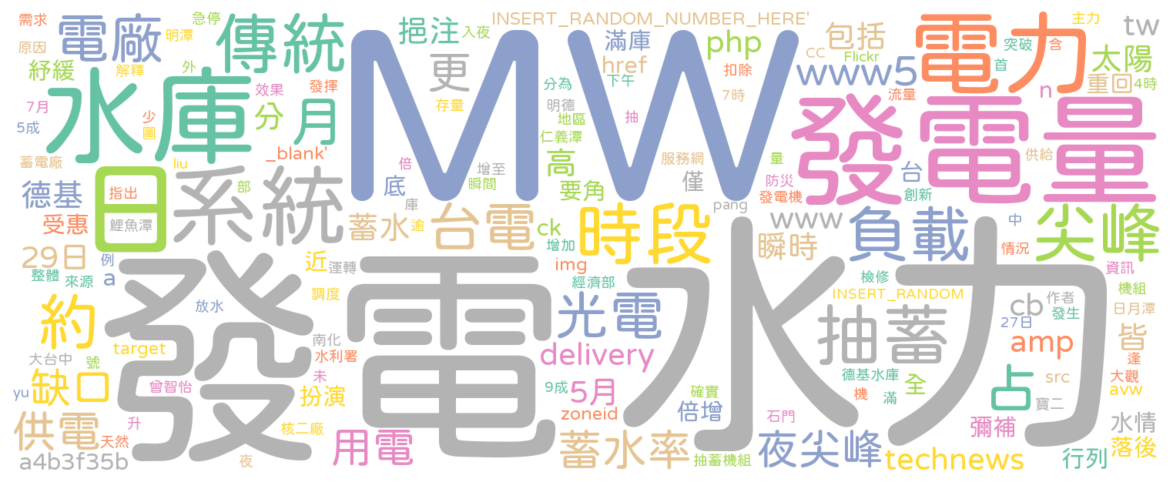 需求 急停 INSERT_RANDOM_NUMBER_HERE' 主力
原因 電廠 明潭 傳統 挹注 入夜 滿庫 php 包括 cc Flickr 突破 含 tw
紓緩 解釋 外 MW 更 href 扣除 www5 首 電力 太陽
7月 水庫 效果 發揮 分 月 存量 分為 下午 7時 流量 n 重回 4時
5成 少 圖 明德 地區 抽 發電量
蓄電廠 liu _blank' 倍 增至 高 仁義潭 服務網 量 台 供給
德基 日 指出 系統 部 底 瞬間 要角 僅 防災 發電機 創新
受惠 鯉魚潭 庫 pang 中
29日 例 蓄水 逾 台電 ck 時段 www 瞬時 負載 情況 尖峰
整體 來源 近 運轉 增加 img 經濟部 檢修 資訊
a 發電 水力 機組
約 放水 調度 光電 INSERT_RANDOM cb 作者 發生 日月潭
大台中 號 target 南化 水利署 delivery 抽蓄 27日 amp 皆
yu 缺口 曾智怡 未 扮演 9成 5月 確實 德基水庫 全 占 src 逢 大觀 avw
升 zoneid 倍增 石門 機 滿 寶二
供電 天然 核二廠 用電 蓄水率 夜尖峰 彌補 水情
a4b3f35b 夜 抽蓄機組 technews 行列 落後